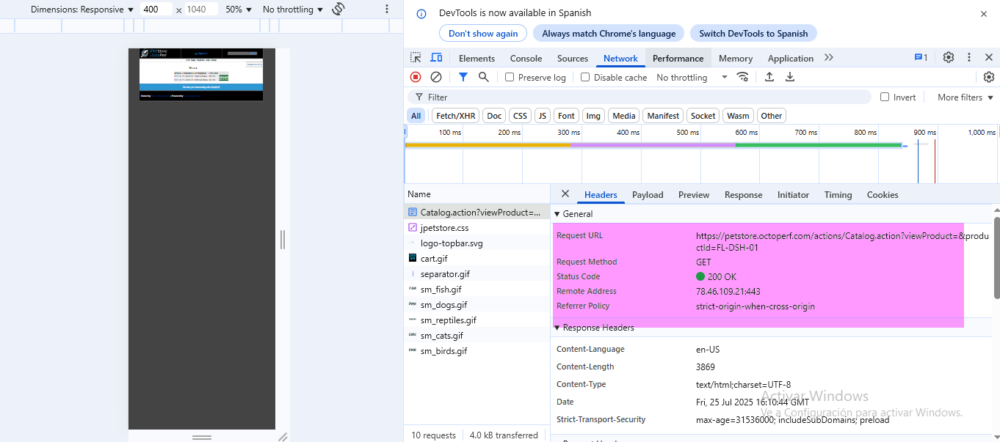 Dimensions: Responsive ▼ 400 × 1040 50% ▼ No throttling ▼
DevTools is now available in Spanish
Don't show again
Always match Chrome's language
Switch DevTools to Spanish
Elements Console Sources Network Performance Memory Application 1
Preserve log Disable cache No throttling
Filter Invert More filters
All Fetch/XHR Doc CSS JS Font Img Media Manifest Socket Wasm Other
100 ms 200 ms 300 ms 400 ms 500 ms 600 ms 700 ms 800 ms 900 ms 1,000 ms
JPetStore
Name
Catalog.action?viewProduct=...
jpetstore.css
logo-topbar.svg
cart.gif
separator.gif
sm_fish.gif
sm_dogs.gif
sm_reptiles.gif
sm_cats.gif
sm_birds.gif
10 requests 4.0 kB transferred
Headers Payload Preview Response Initiator Timing Cookies
General
Request URL https://petstore.octoperf.com/actions/Catalog.action?viewProduct=&produ
ctId=FL-DSH-01
Request Method GET
Status Code 200 OK
Remote Address 78.46.109.21:443
Referrer Policy strict-origin-when-cross-origin
Response Headers
Content-Language en-US
Content-Length 3869
Content-Type text/html;charset=UTF-8
Date Fri, 25 Jul 2025 16:10:44 GMT
Strict-Transport-Security max-age=31536000; includeSubDomains; preload
Activar Windows
Ve a Configuración para activar Windows.